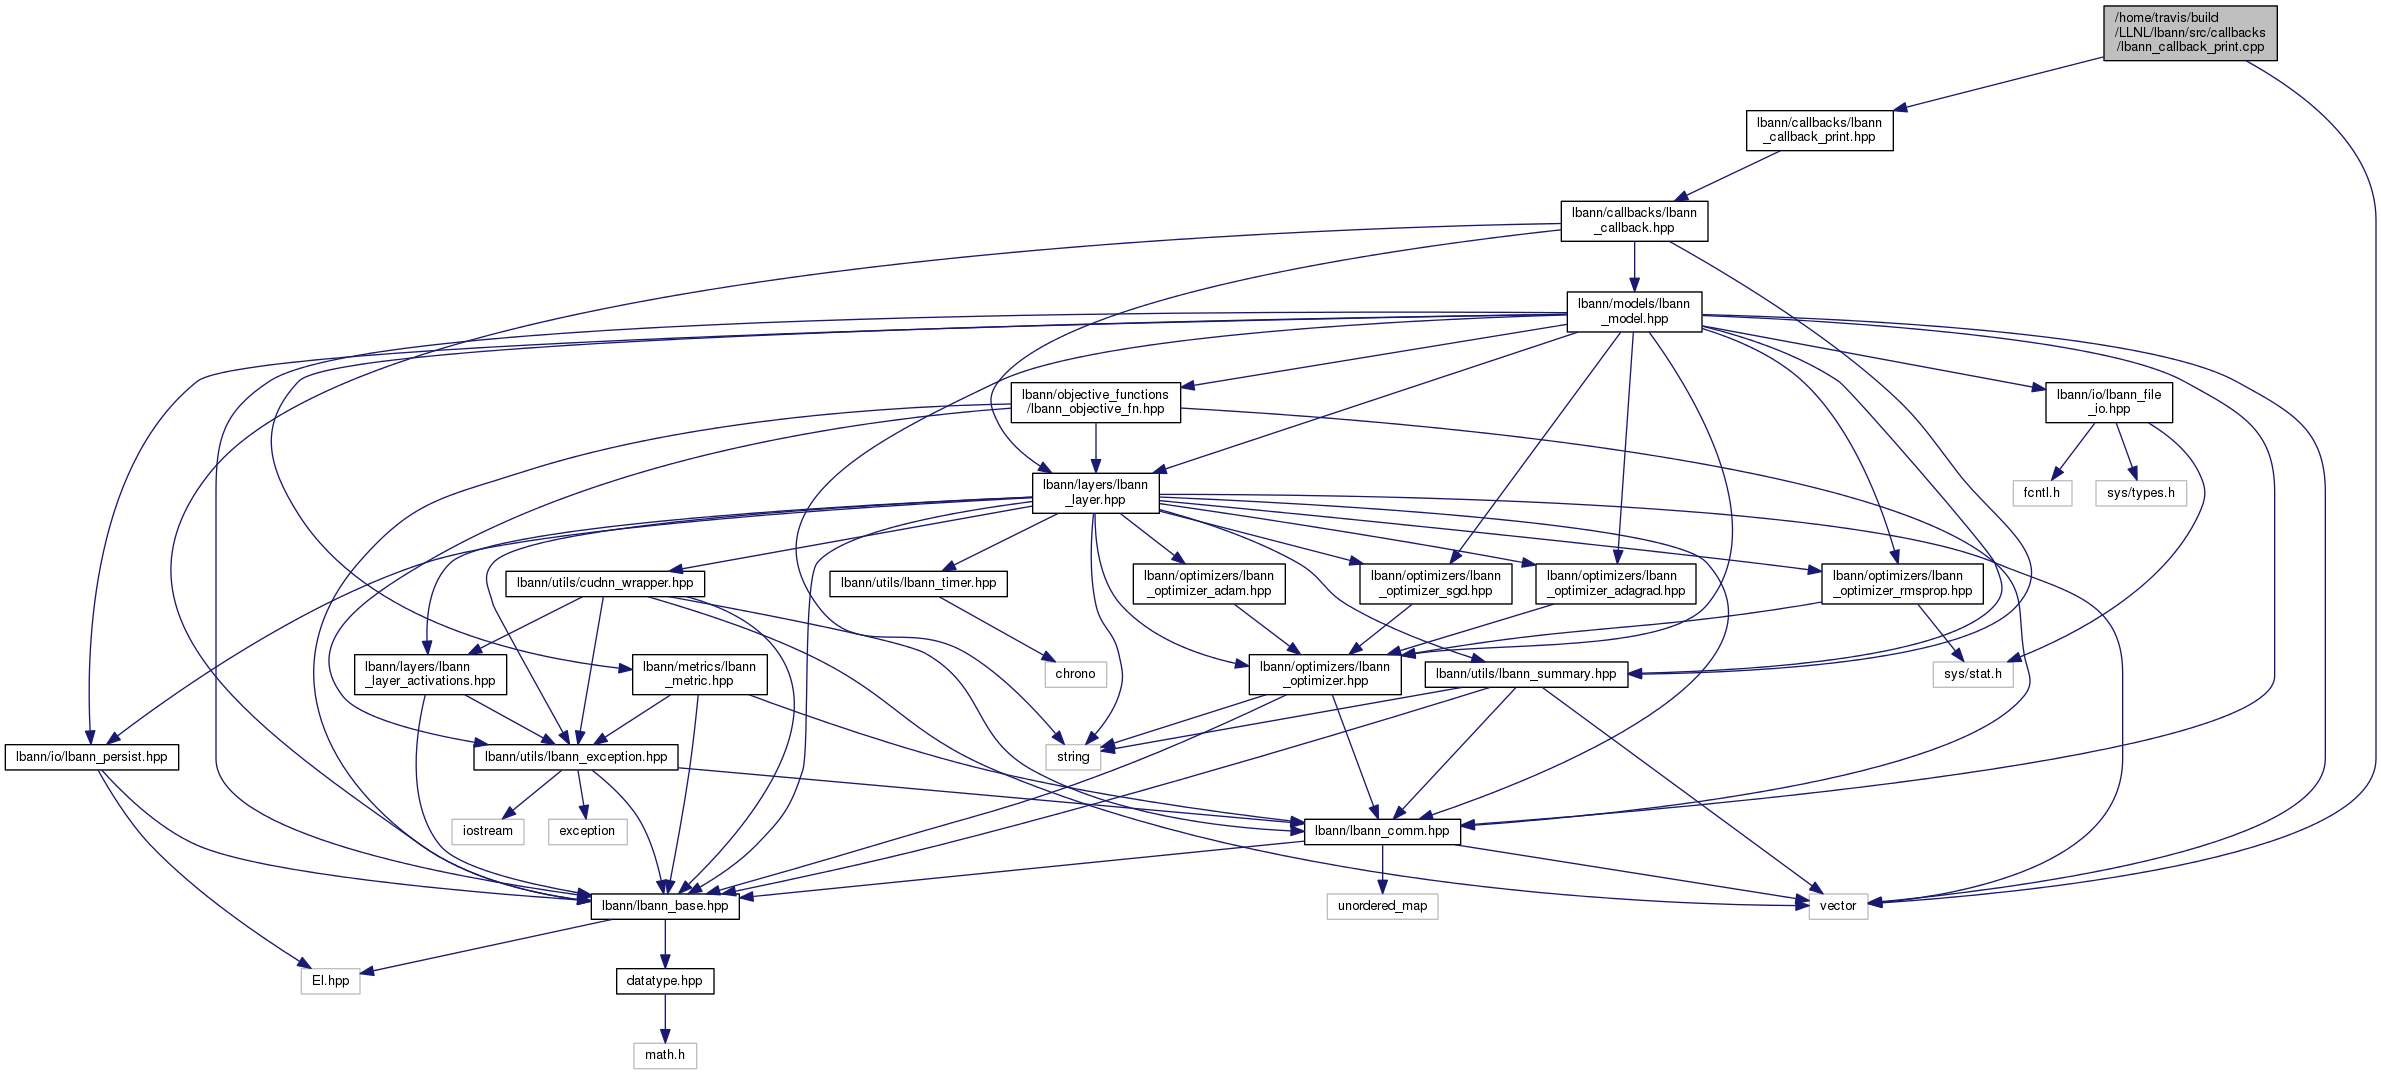 /home/travis/build
/LLNL/lbann/src/callbacks
/lbann_callback_print.cpp
lbann/callbacks/lbann
_callback_print.hpp
lbann/callbacks/lbann
_callback.hpp
lbann/models/lbann
_model.hpp
lbann/objective_functions
/lbann_objective_fn.hpp
lbann/io/lbann_file
_io.hpp
lbann/layers/lbann
_layer.hpp
fcntl.h
sys/types.h
lbann/utils/cudnn_wrapper.hpp
lbann/utils/lbann_timer.hpp
lbann/optimizers/lbann
_optimizer_adam.hpp
lbann/optimizers/lbann
_optimizer_sgd.hpp
lbann/optimizers/lbann
_optimizer_adagrad.hpp
lbann/optimizers/lbann
_optimizer_rmsprop.hpp
lbann/layers/lbann
_layer_activations.hpp
lbann/metrics/lbann
_metric.hpp
chrono
lbann/optimizers/lbann
_optimizer.hpp
lbann/utils/lbann_summary.hpp
sys/stat.h
lbann/io/lbann_persist.hpp
lbann/utils/lbann_exception.hpp
string
iostream
exception
lbann/lbann_comm.hpp
lbann/lbann_base.hpp
unordered_map
vector
El.hpp
datatype.hpp
math.h